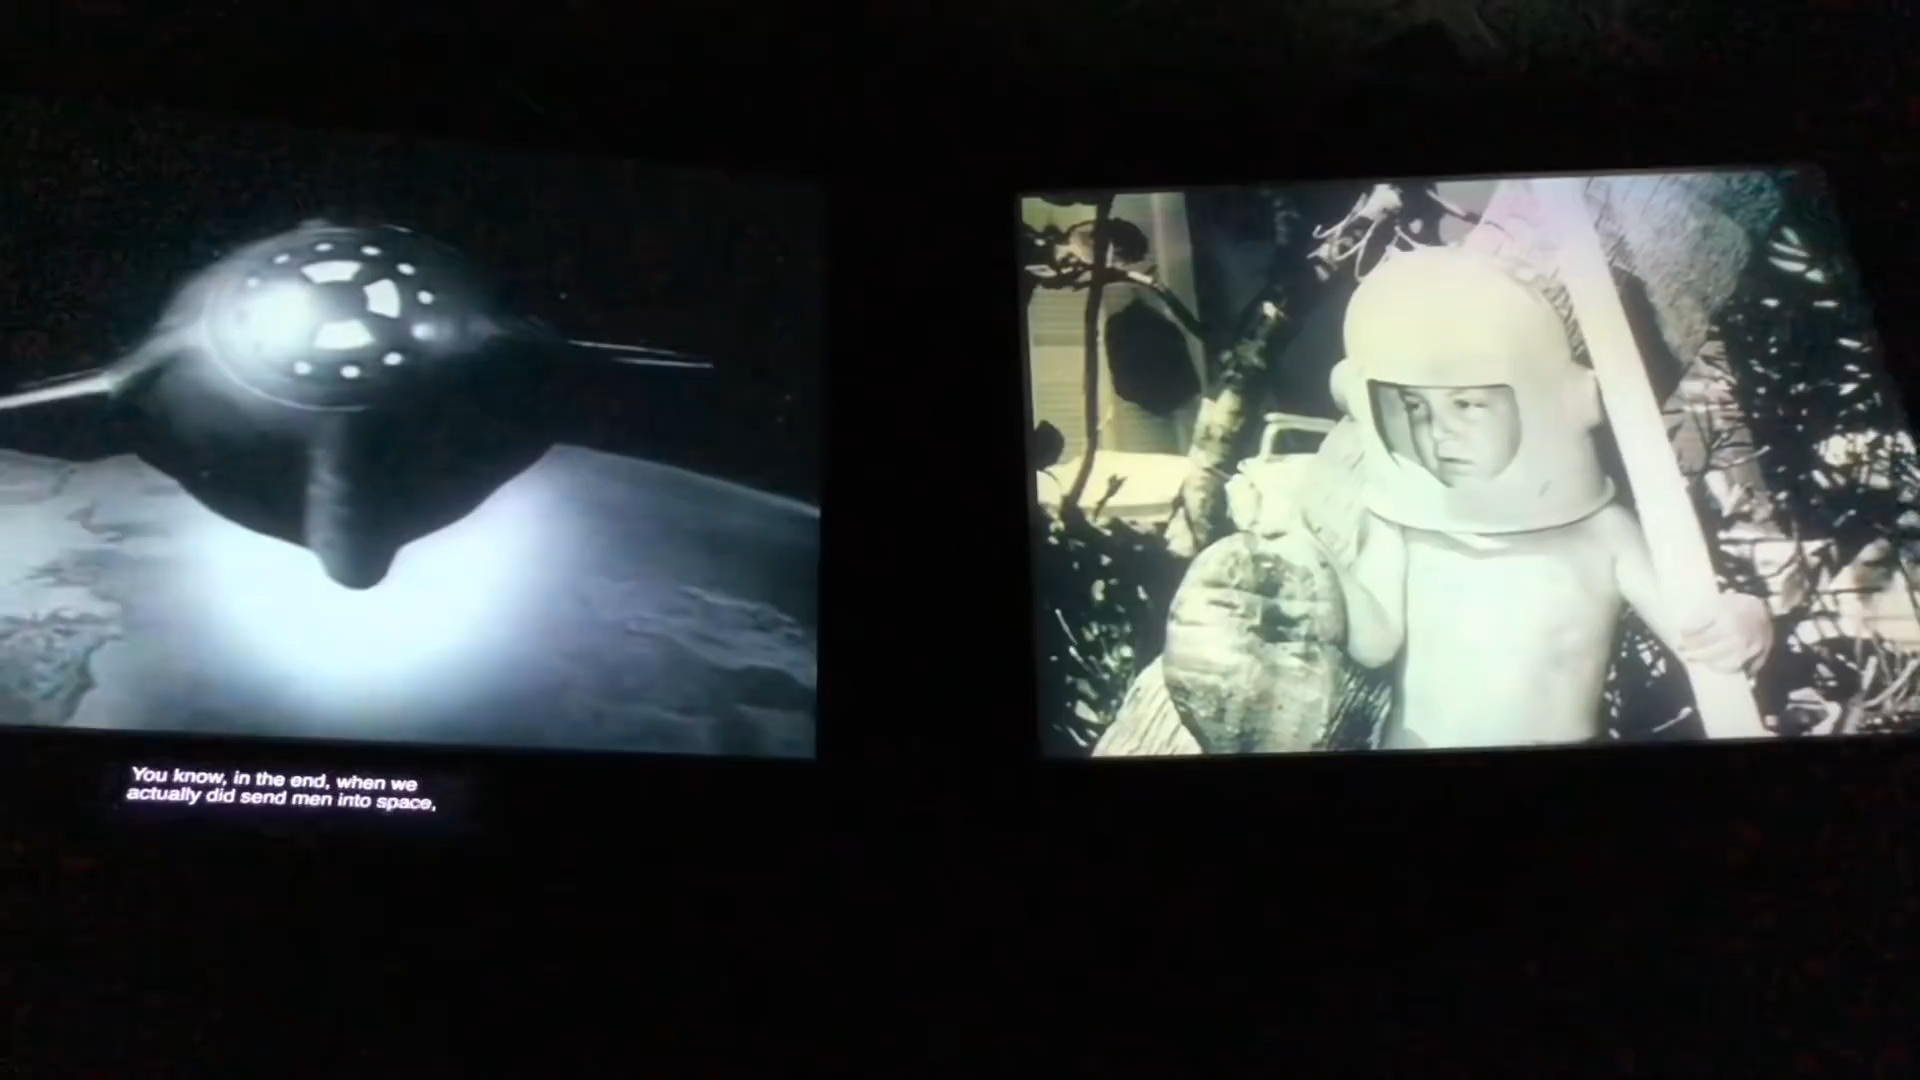 You know, in the end, when we
actually did send men into space,